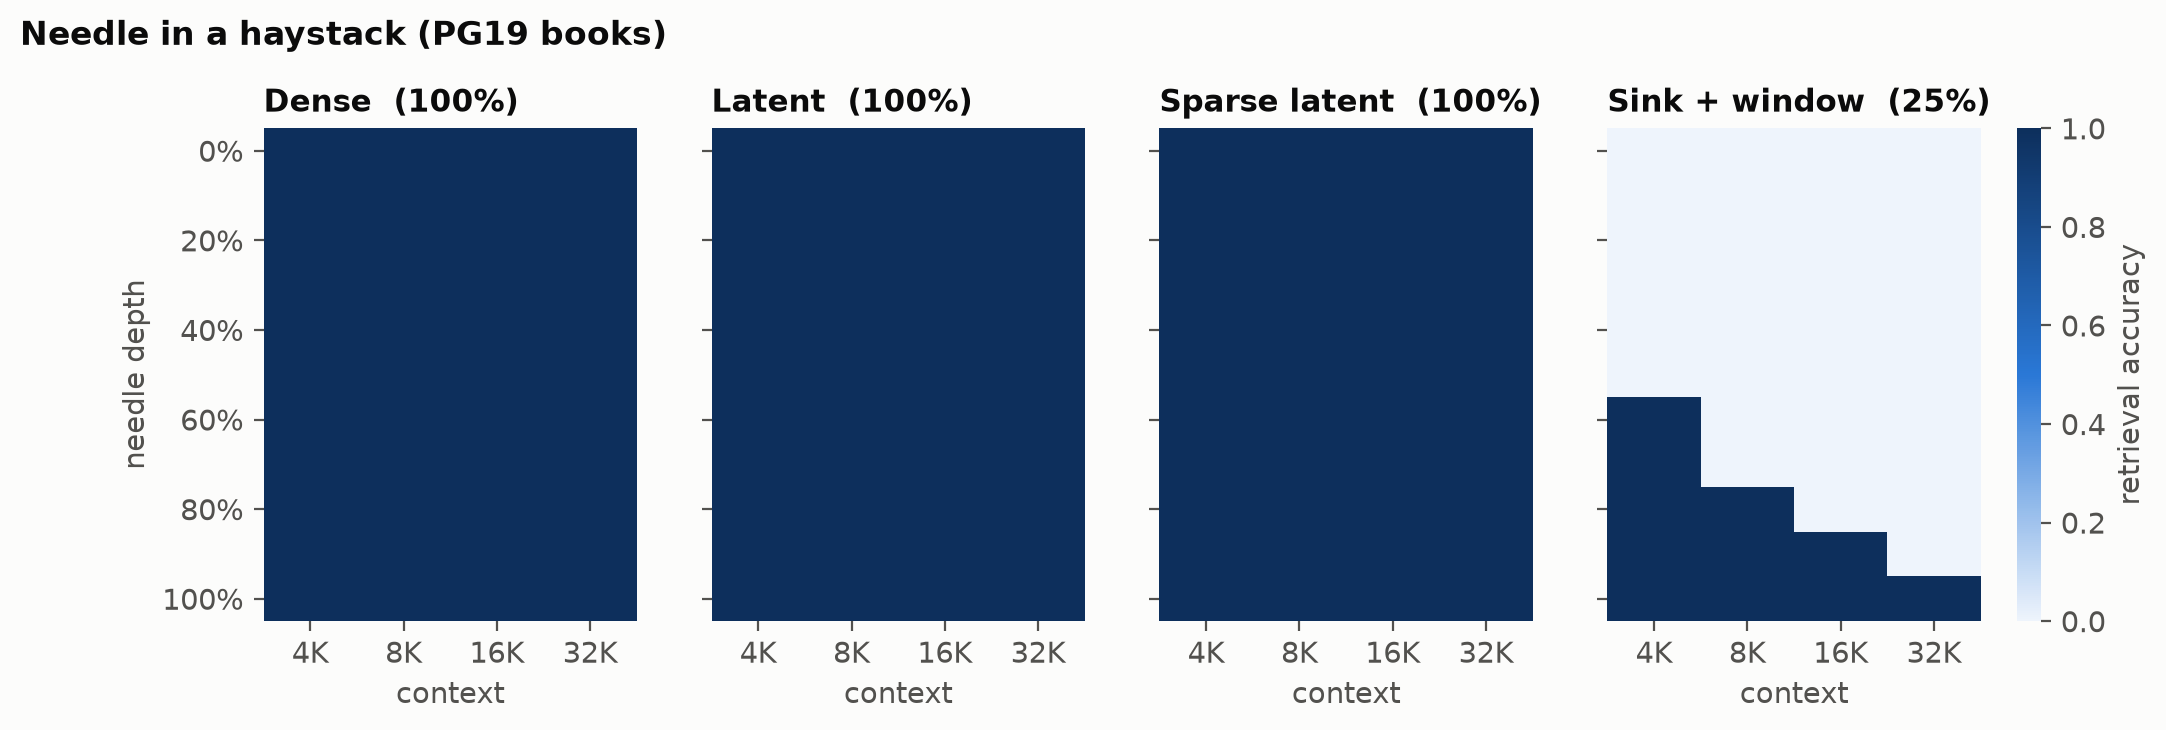 Needle in a haystack (PG19 books)
Dense (100%)
Latent (100%)
Sparse latent (100%)
Sink + window (25%)
needle depth
0%
20%
40%
60%
80%
100%
4K 8K 16K 32K
context
4K 8K 16K 32K
context
4K 8K 16K 32K
context
4K 8K 16K 32K
context
1.0
0.8
0.6
0.4
0.2
0.0
retrieval accuracy